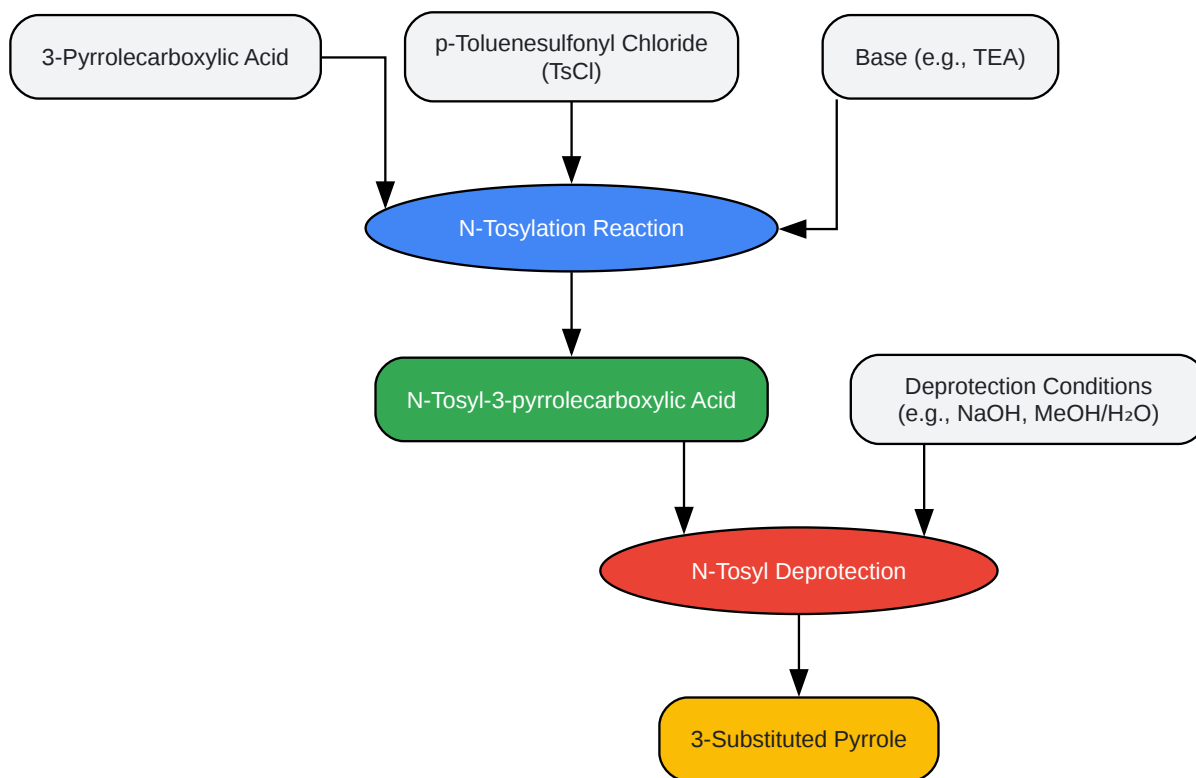 3-Pyrrolecarboxylic Acid
p-Toluenesulfonyl Chloride
(TsCl)
Base (e.g., TEA)
N-Tosylation Reaction
N-Tosyl-3-pyrrolecarboxylic Acid
Deprotection Conditions
(e.g., NaOH, MeOH/H₂O)
N-Tosyl Deprotection
3-Substituted Pyrrole